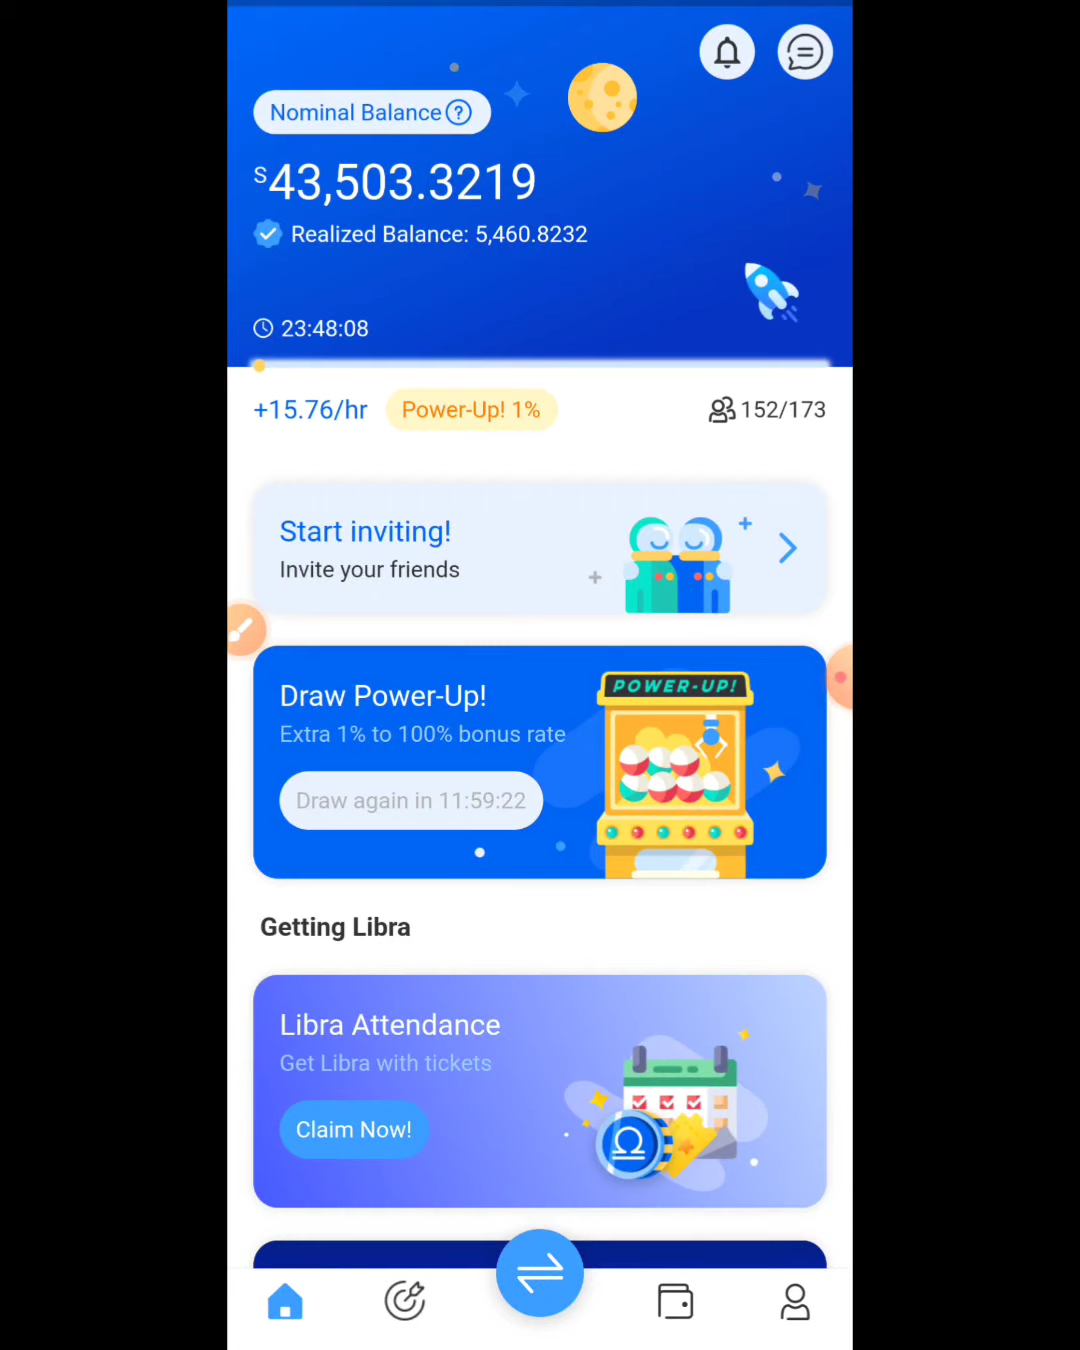 Nominal Balance ?
S 43,503.3219
Realized Balance: 5,460.8232
23:48:08
+15.76/hr
Power-Up! 1%
152/173
Start inviting!
Invite your friends
Draw Power-Up!
Extra 1% to 100% bonus rate
Draw again in 11:59:22
POWER-UP!
Getting Libra
Libra Attendance
Get Libra with tickets
Claim Now!